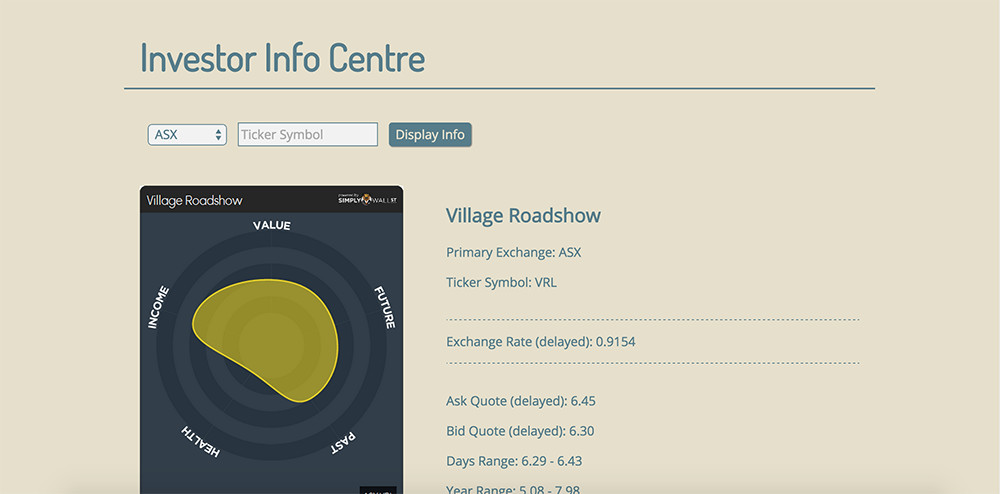 Investor Info Centre
ASX
Ticker Symbol
Display Info
Village Roadshow
powered by
SIMPLY WALL ST
VALUE
FUTURE
PAST
HEALTH
INCOME
Village Roadshow
Primary Exchange: ASX
Ticker Symbol: VRL
Exchange Rate (delayed): 0.9154
Ask Quote (delayed): 6.45
Bid Quote (delayed): 6.30
Days Range: 6.29 - 6.43
Year Range: 5.08 - 7.98